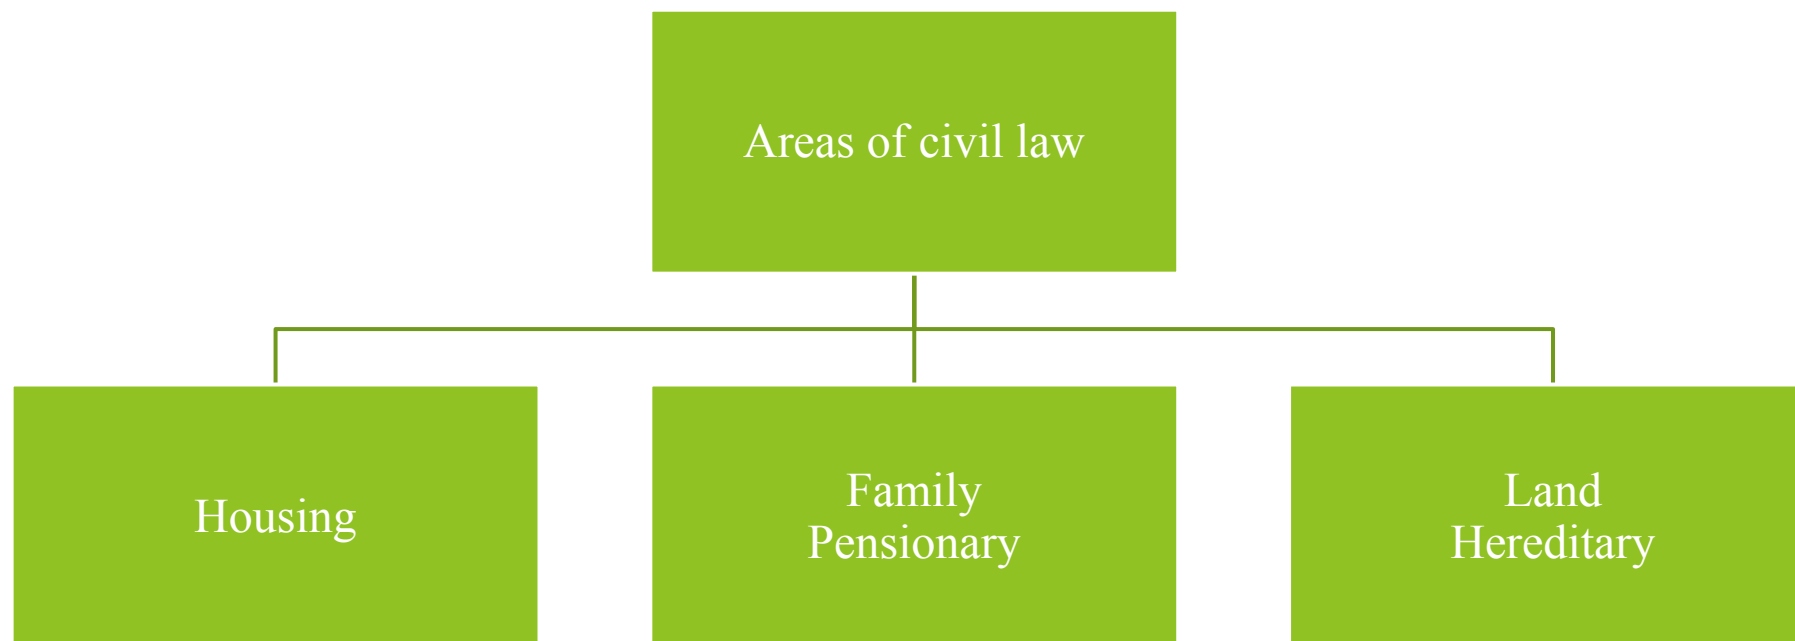 Areas of civil law
Housing
Family
Pensionary
Land
Hereditary